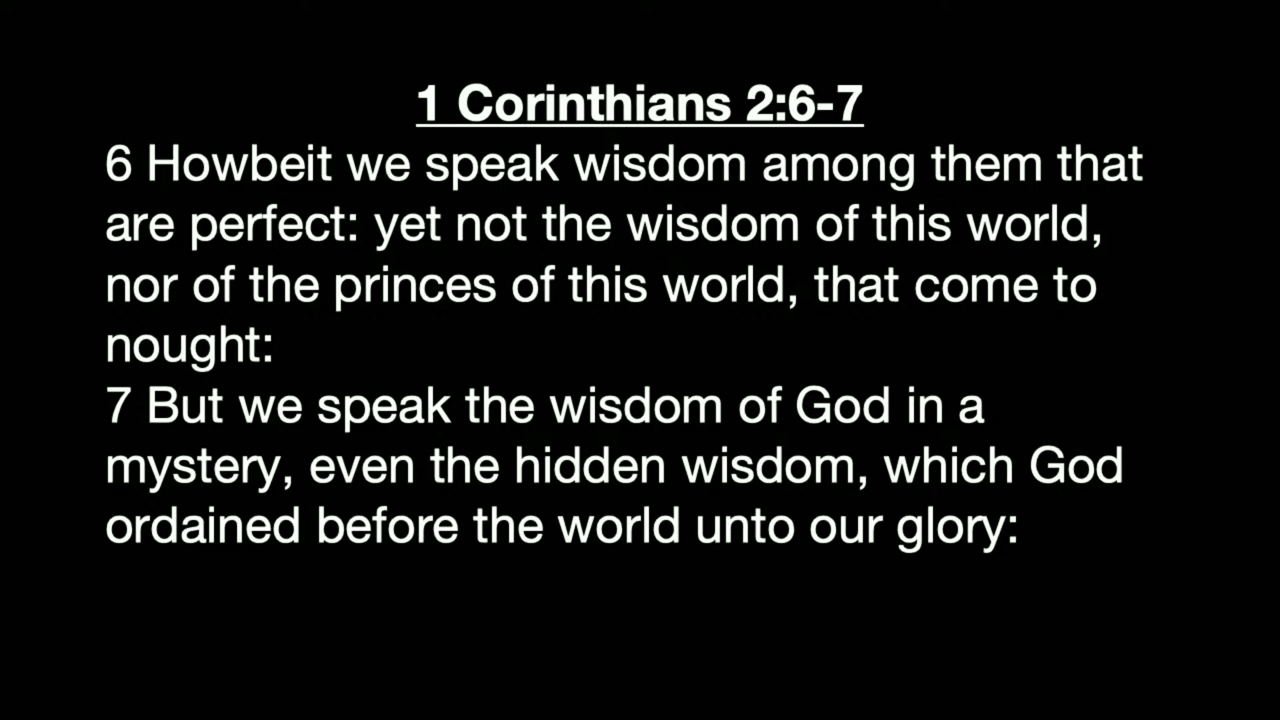 1 Corinthians 2:6-7
6 Howbeit we speak wisdom among them that
are perfect: yet not the wisdom of this world,
nor of the princes of this world, that come to
nought:
7 But we speak the wisdom of God in a
mystery, even the hidden wisdom, which God
ordained before the world unto our glory: